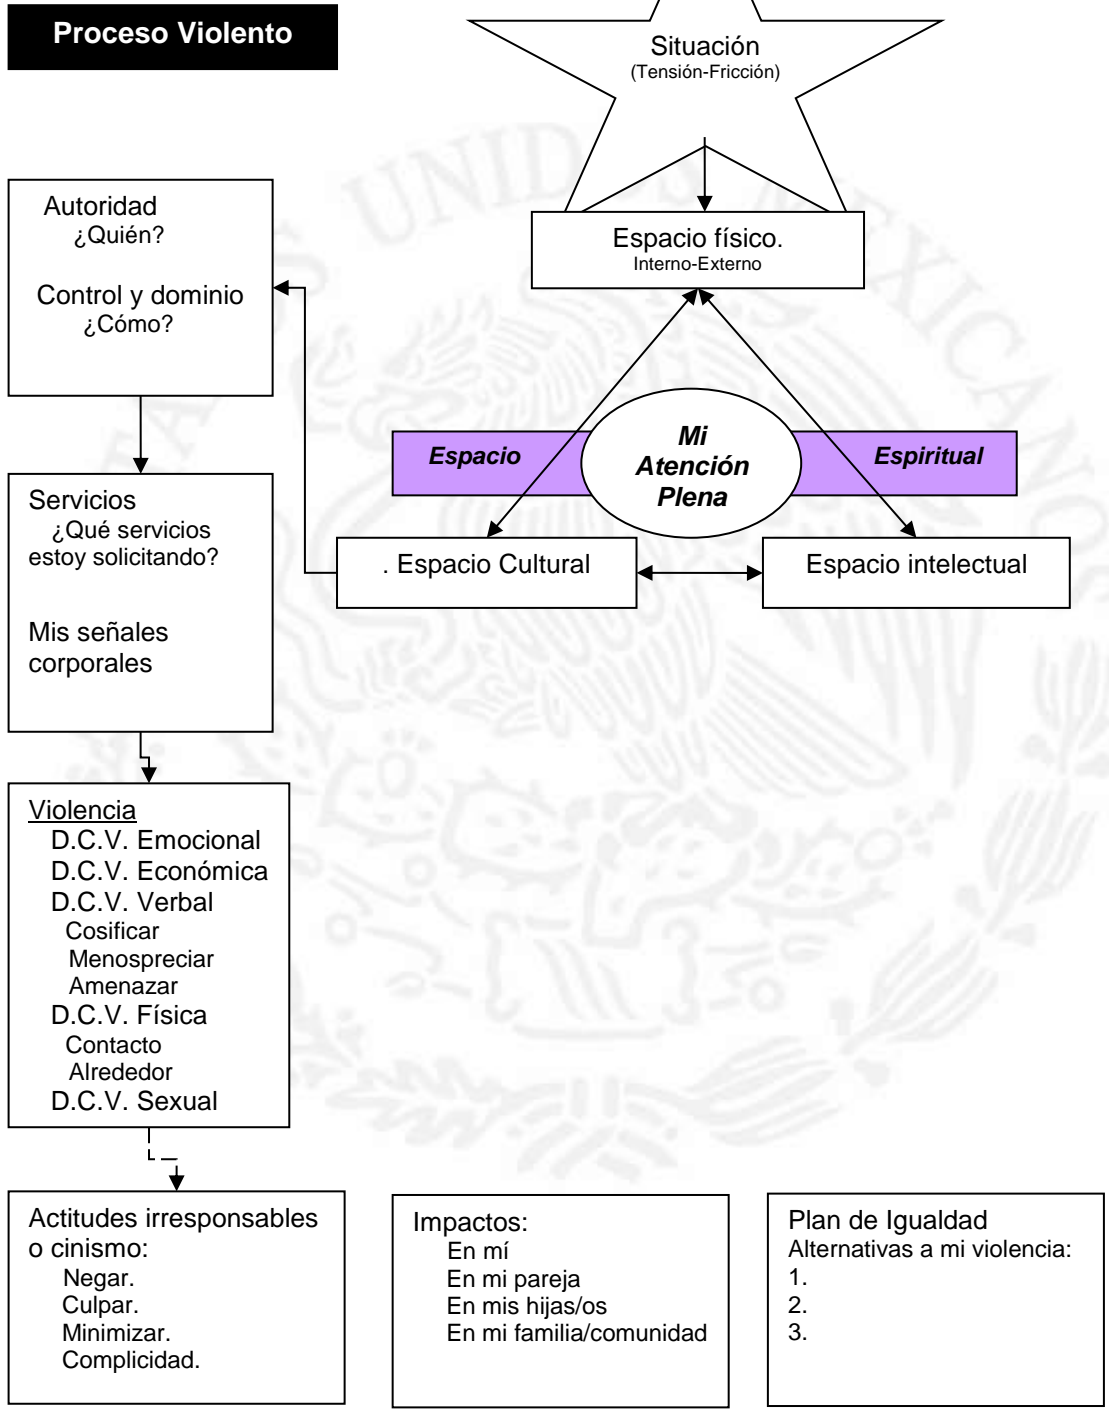 Proceso Violento
Situación
(Tensión-Fricción)
Autoridad
¿Quién?
Control y dominio
¿Cómo?
Espacio físico.
Interno-Externo
Espacio
Mi
Atención
Plena
Espiritual
Servicios
¿Qué servicios
estoy solicitando?
Mis señales
corporales
. Espacio Cultural
Espacio intelectual
Violencia
D.C.V. Emocional
D.C.V. Económica
D.C.V. Verbal
Cosificar
Menospreciar
Amenazar
D.C.V. Física
Contacto
Alrededor
D.C.V. Sexual
Actitudes irresponsables
o cinismo:
Negar.
Culpar.
Minimizar.
Complicidad.
Impactos:
En mí
En mi pareja
En mis hijas/os
En mi familia/comunidad
Plan de Igualdad
Alternativas a mi violencia:
1.
2.
3.
UNIDOS MEXICANOS